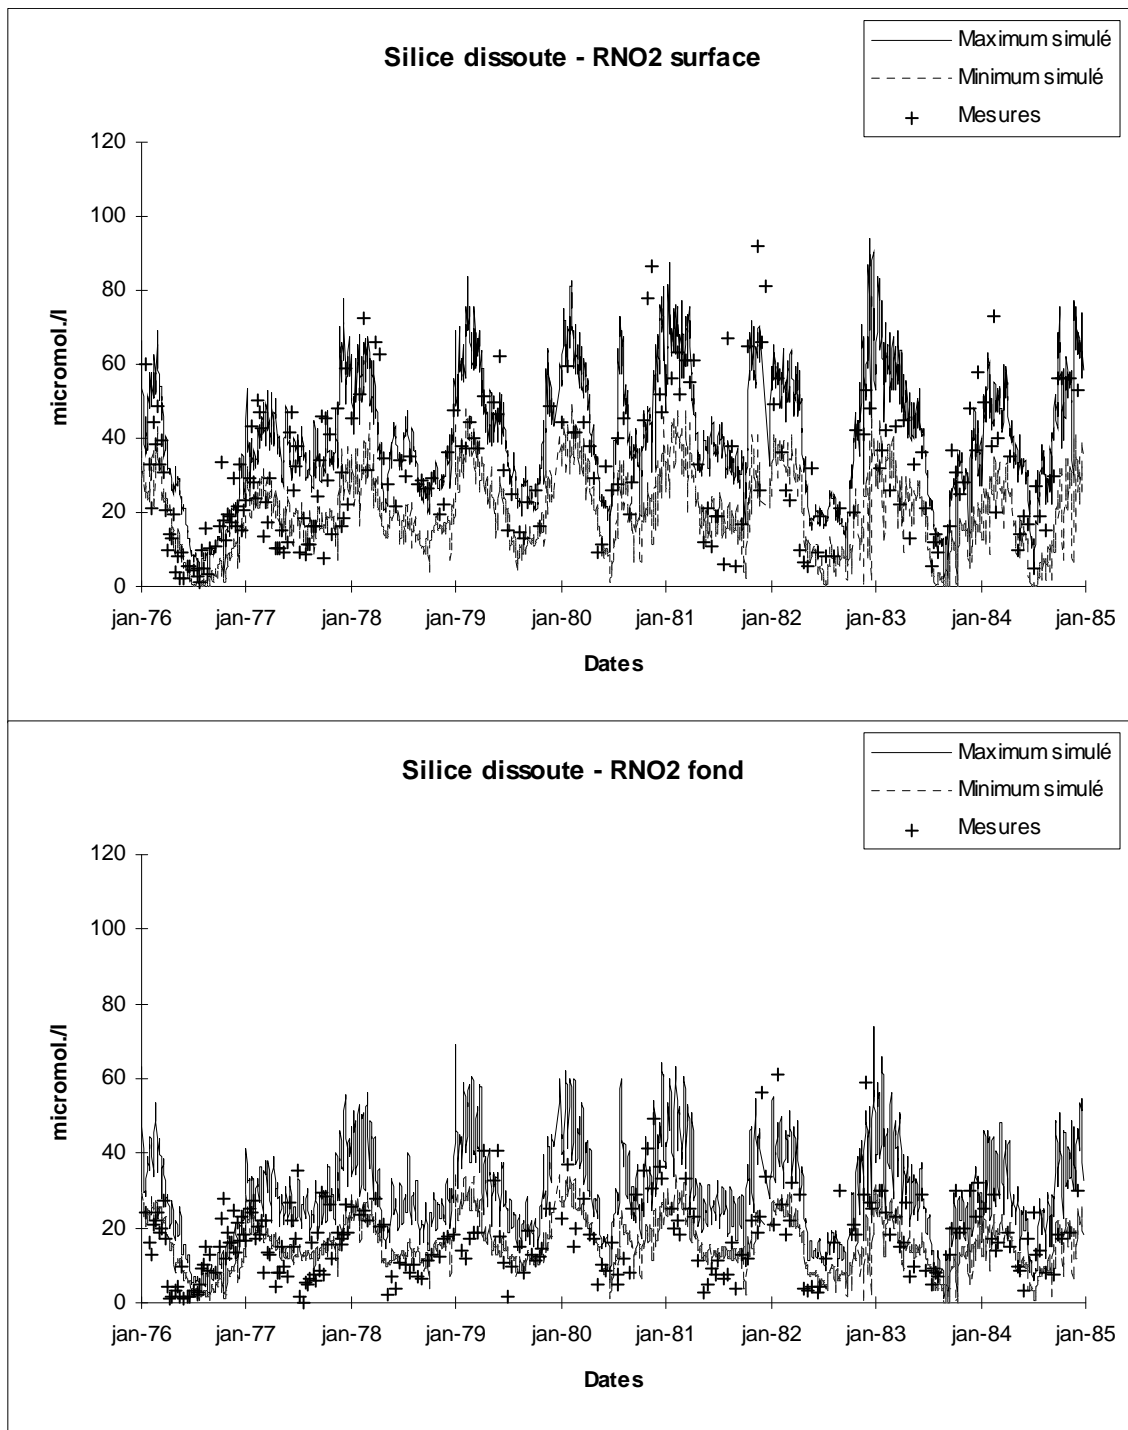 Silice dissoute - RNO2 surface
Maximum simulé
Minimum simulé
Mesures
micromol./l
120
100
80
60
40
20
0
jan-76 jan-77 jan-78 jan-79 jan-80 jan-81 jan-82 jan-83 jan-84 jan-85
Dates
Silice dissoute - RNO2 fond
Maximum simulé
Minimum simulé
Mesures
micromol./l
120
100
80
60
40
20
0
jan-76 jan-77 jan-78 jan-79 jan-80 jan-81 jan-82 jan-83 jan-84 jan-85
Dates